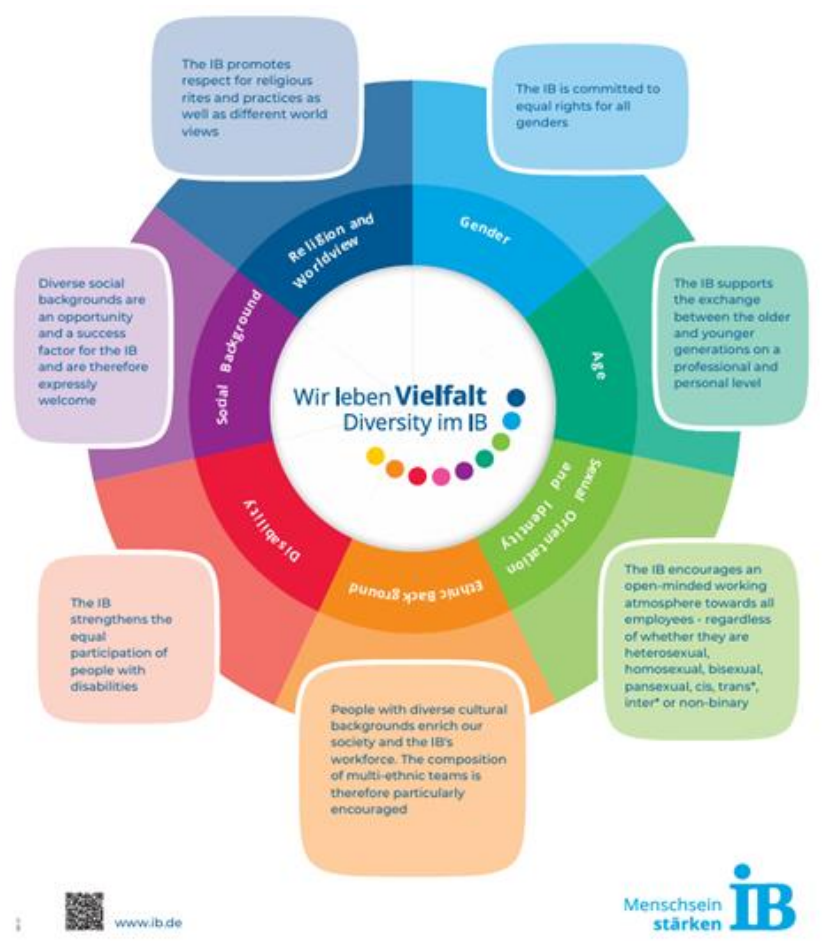 The IB promotes
respect for religious
rites and practices as
well as different world
views
The IB is committed to
equal rights for all
genders
Religion and
Worldview
Gender
Diverse social
backgrounds are
an opportunity
and a success
factor for the IB
and are therefore
expressly
welcome
Social Background
Age
The IB supports
the exchange
between the older
and younger
generations on a
professional and
personal level
Wir leben Vielfalt
Diversity im IB
Disability
Ethnic Background
Sexual Orientation
and Identity
The IB
strengthens the
equal
participation of
people with
disabilities
People with diverse cultural
backgrounds enrich our
society and the IB's
workforce. The composition
of multi-ethnic teams is
therefore particularly
encouraged
The IB encourages an
open-minded working
atmosphere towards all
employees - regardless
of whether they are
heterosexual,
homosexual, bisexual,
pansexual, cis, trans*,
inter* or non-binary
www.ib.de
Menschsein
stärken
IB